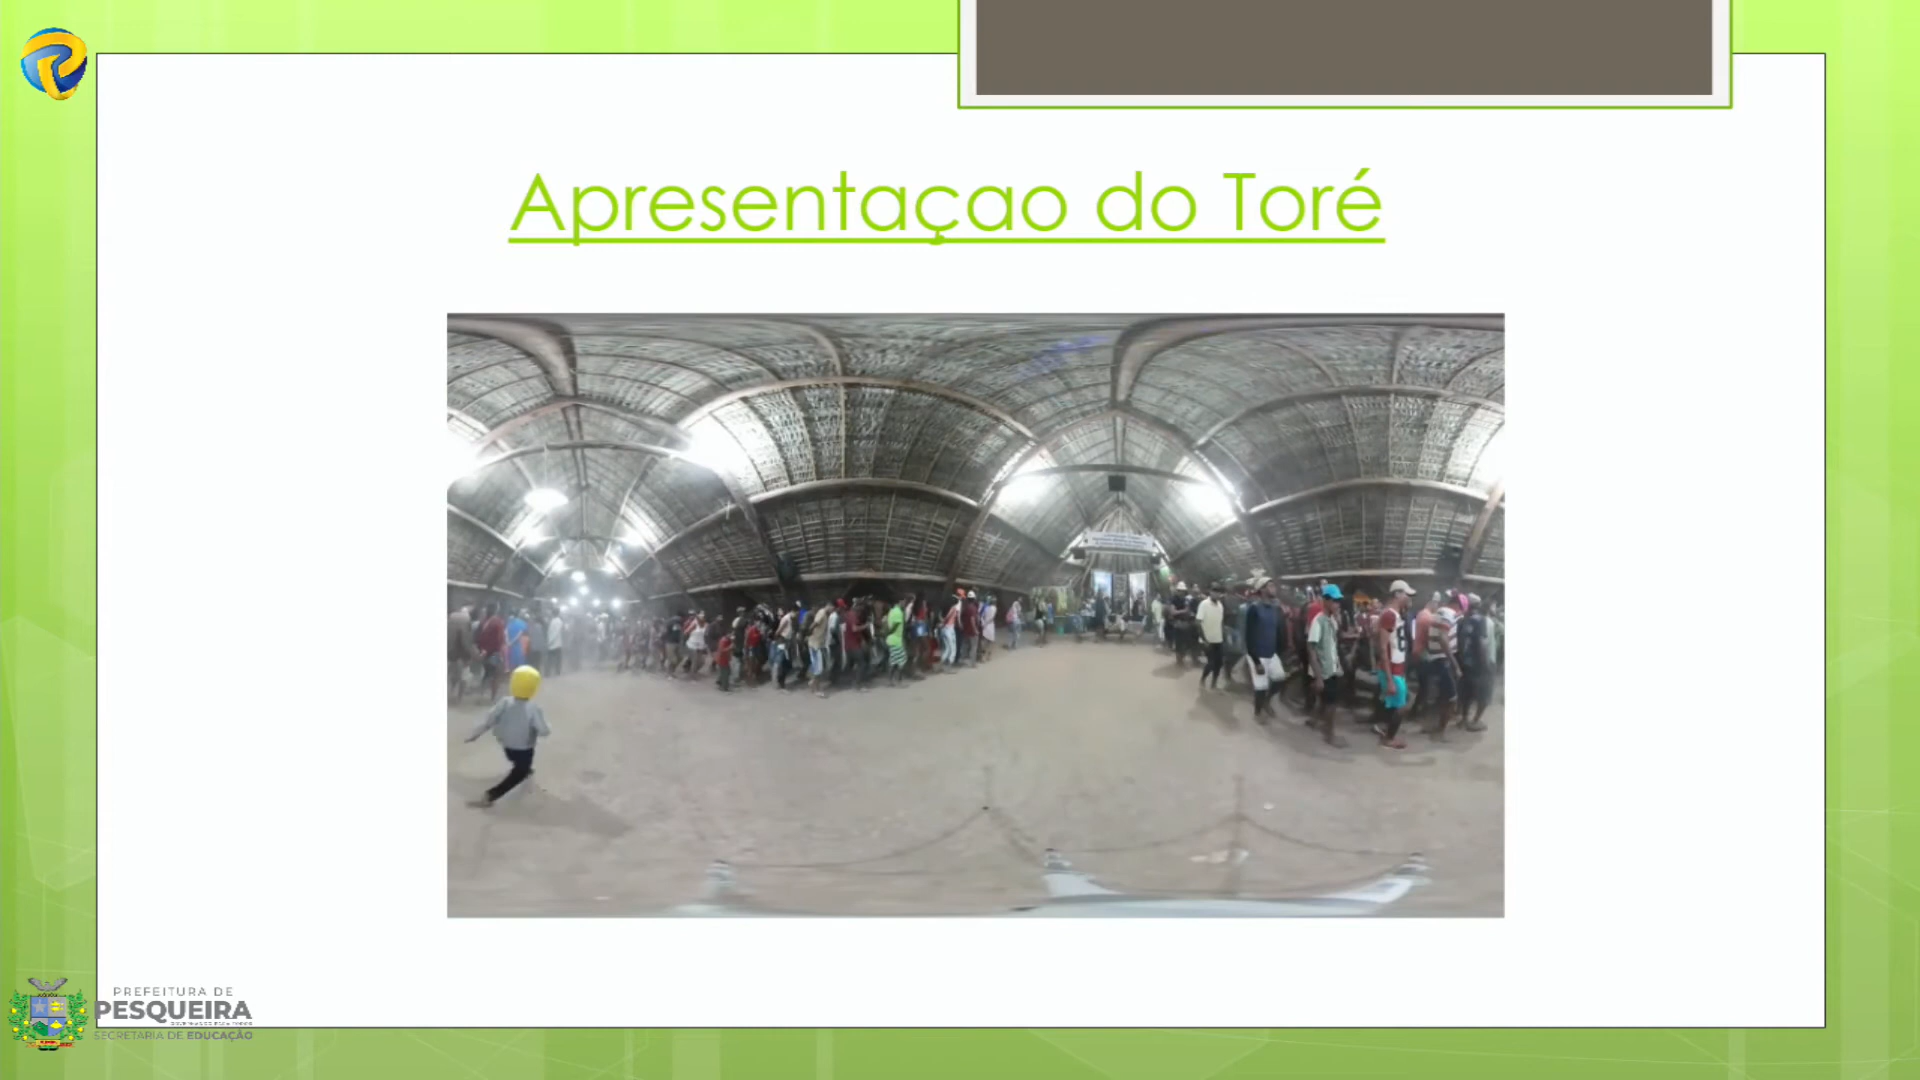 Apresentaçao do Toré
PREFEITURA DE
PESQUEIRA
SECRETARIA DE EDUCAÇÃO